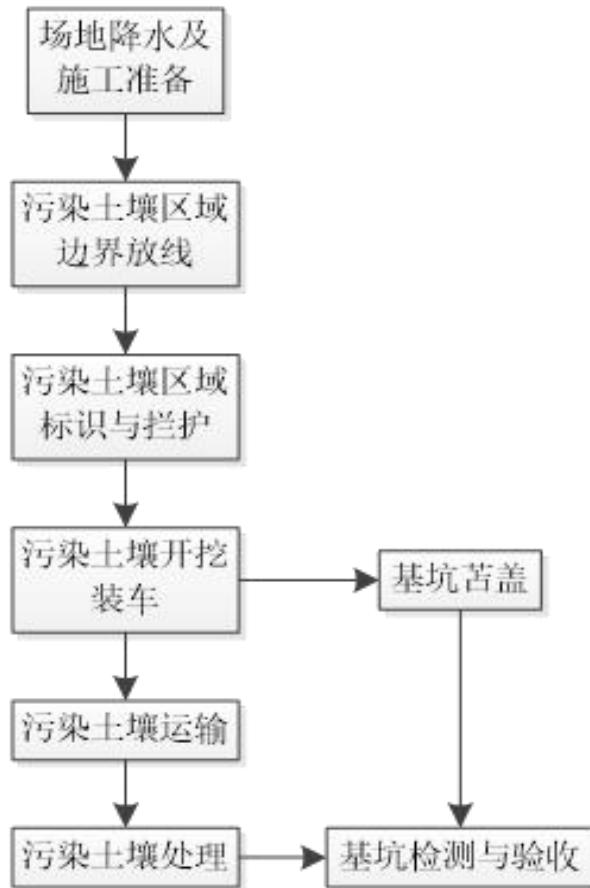 场地降水及
施工准备
污染土壤区域
边界放线
污染土壤区域
标识与拦护
污染土壤开挖
装车
基坑苫盖
污染土壤运输
污染土壤处理
基坑检测与验收